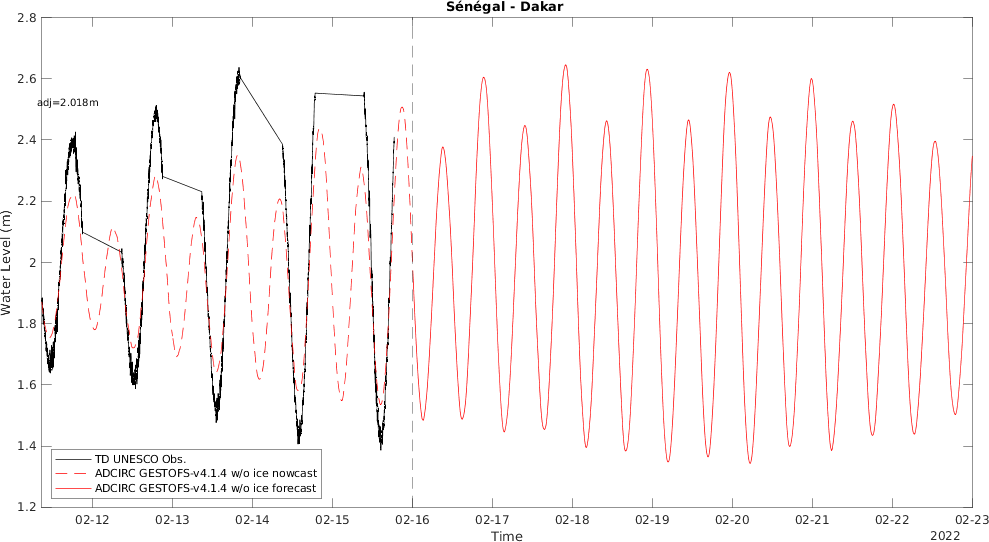 Sénégal - Dakar
2.8
2.6
adj=2.018m
2.4
2.2
2
1.8
1.6
1.4
1.2
Water Level (m)
TD UNESCO Obs.
ADCIRC GESTOFS-v4.1.4 w/o ice nowcast
ADCIRC GESTOFS-v4.1.4 w/o ice forecast
02-12 02-13 02-14 02-15 02-16 02-17 02-18 02-19 02-20 02-21 02-22 02-23
Time
2022